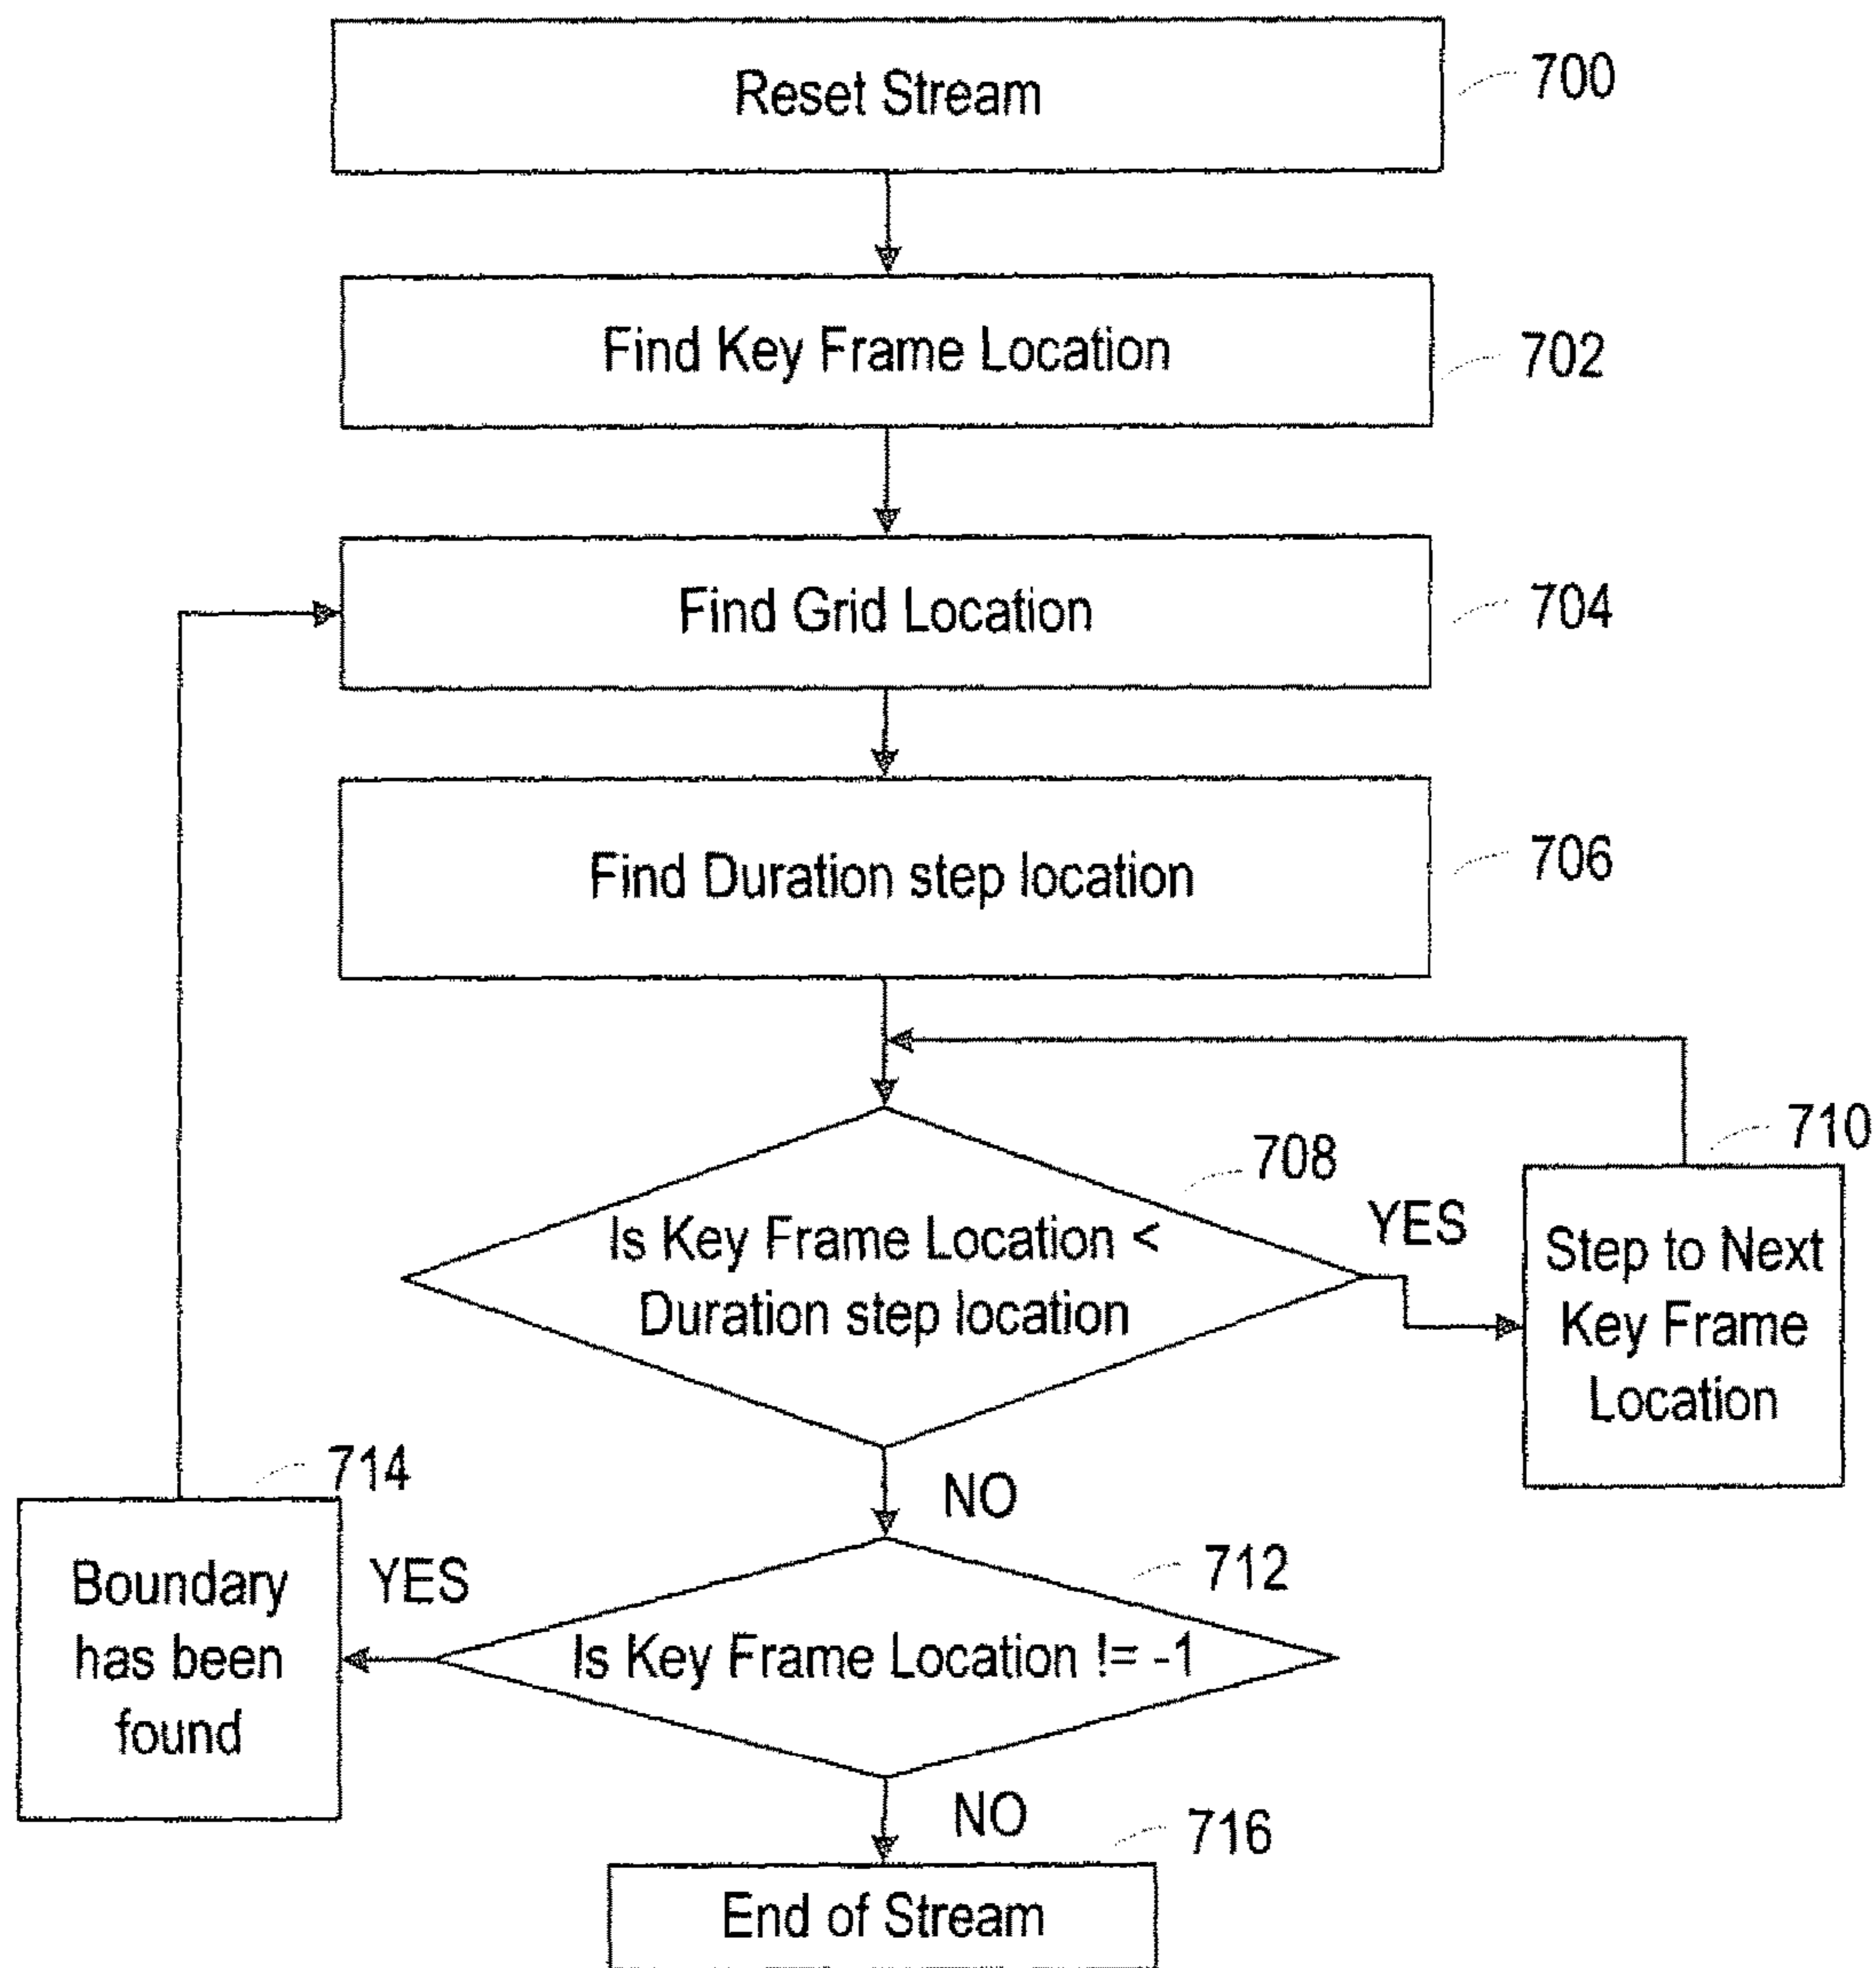 Reset Stream
700
Find Key Frame Location
702
Find Grid Location
704
Find Duration step location
706
708
Is Key Frame Location <
Duration step location
YES
710
Step to Next
Key Frame
Location
NO
712
Is Key Frame Location != -1
YES
714
Boundary
has been
found
NO
716
End of Stream